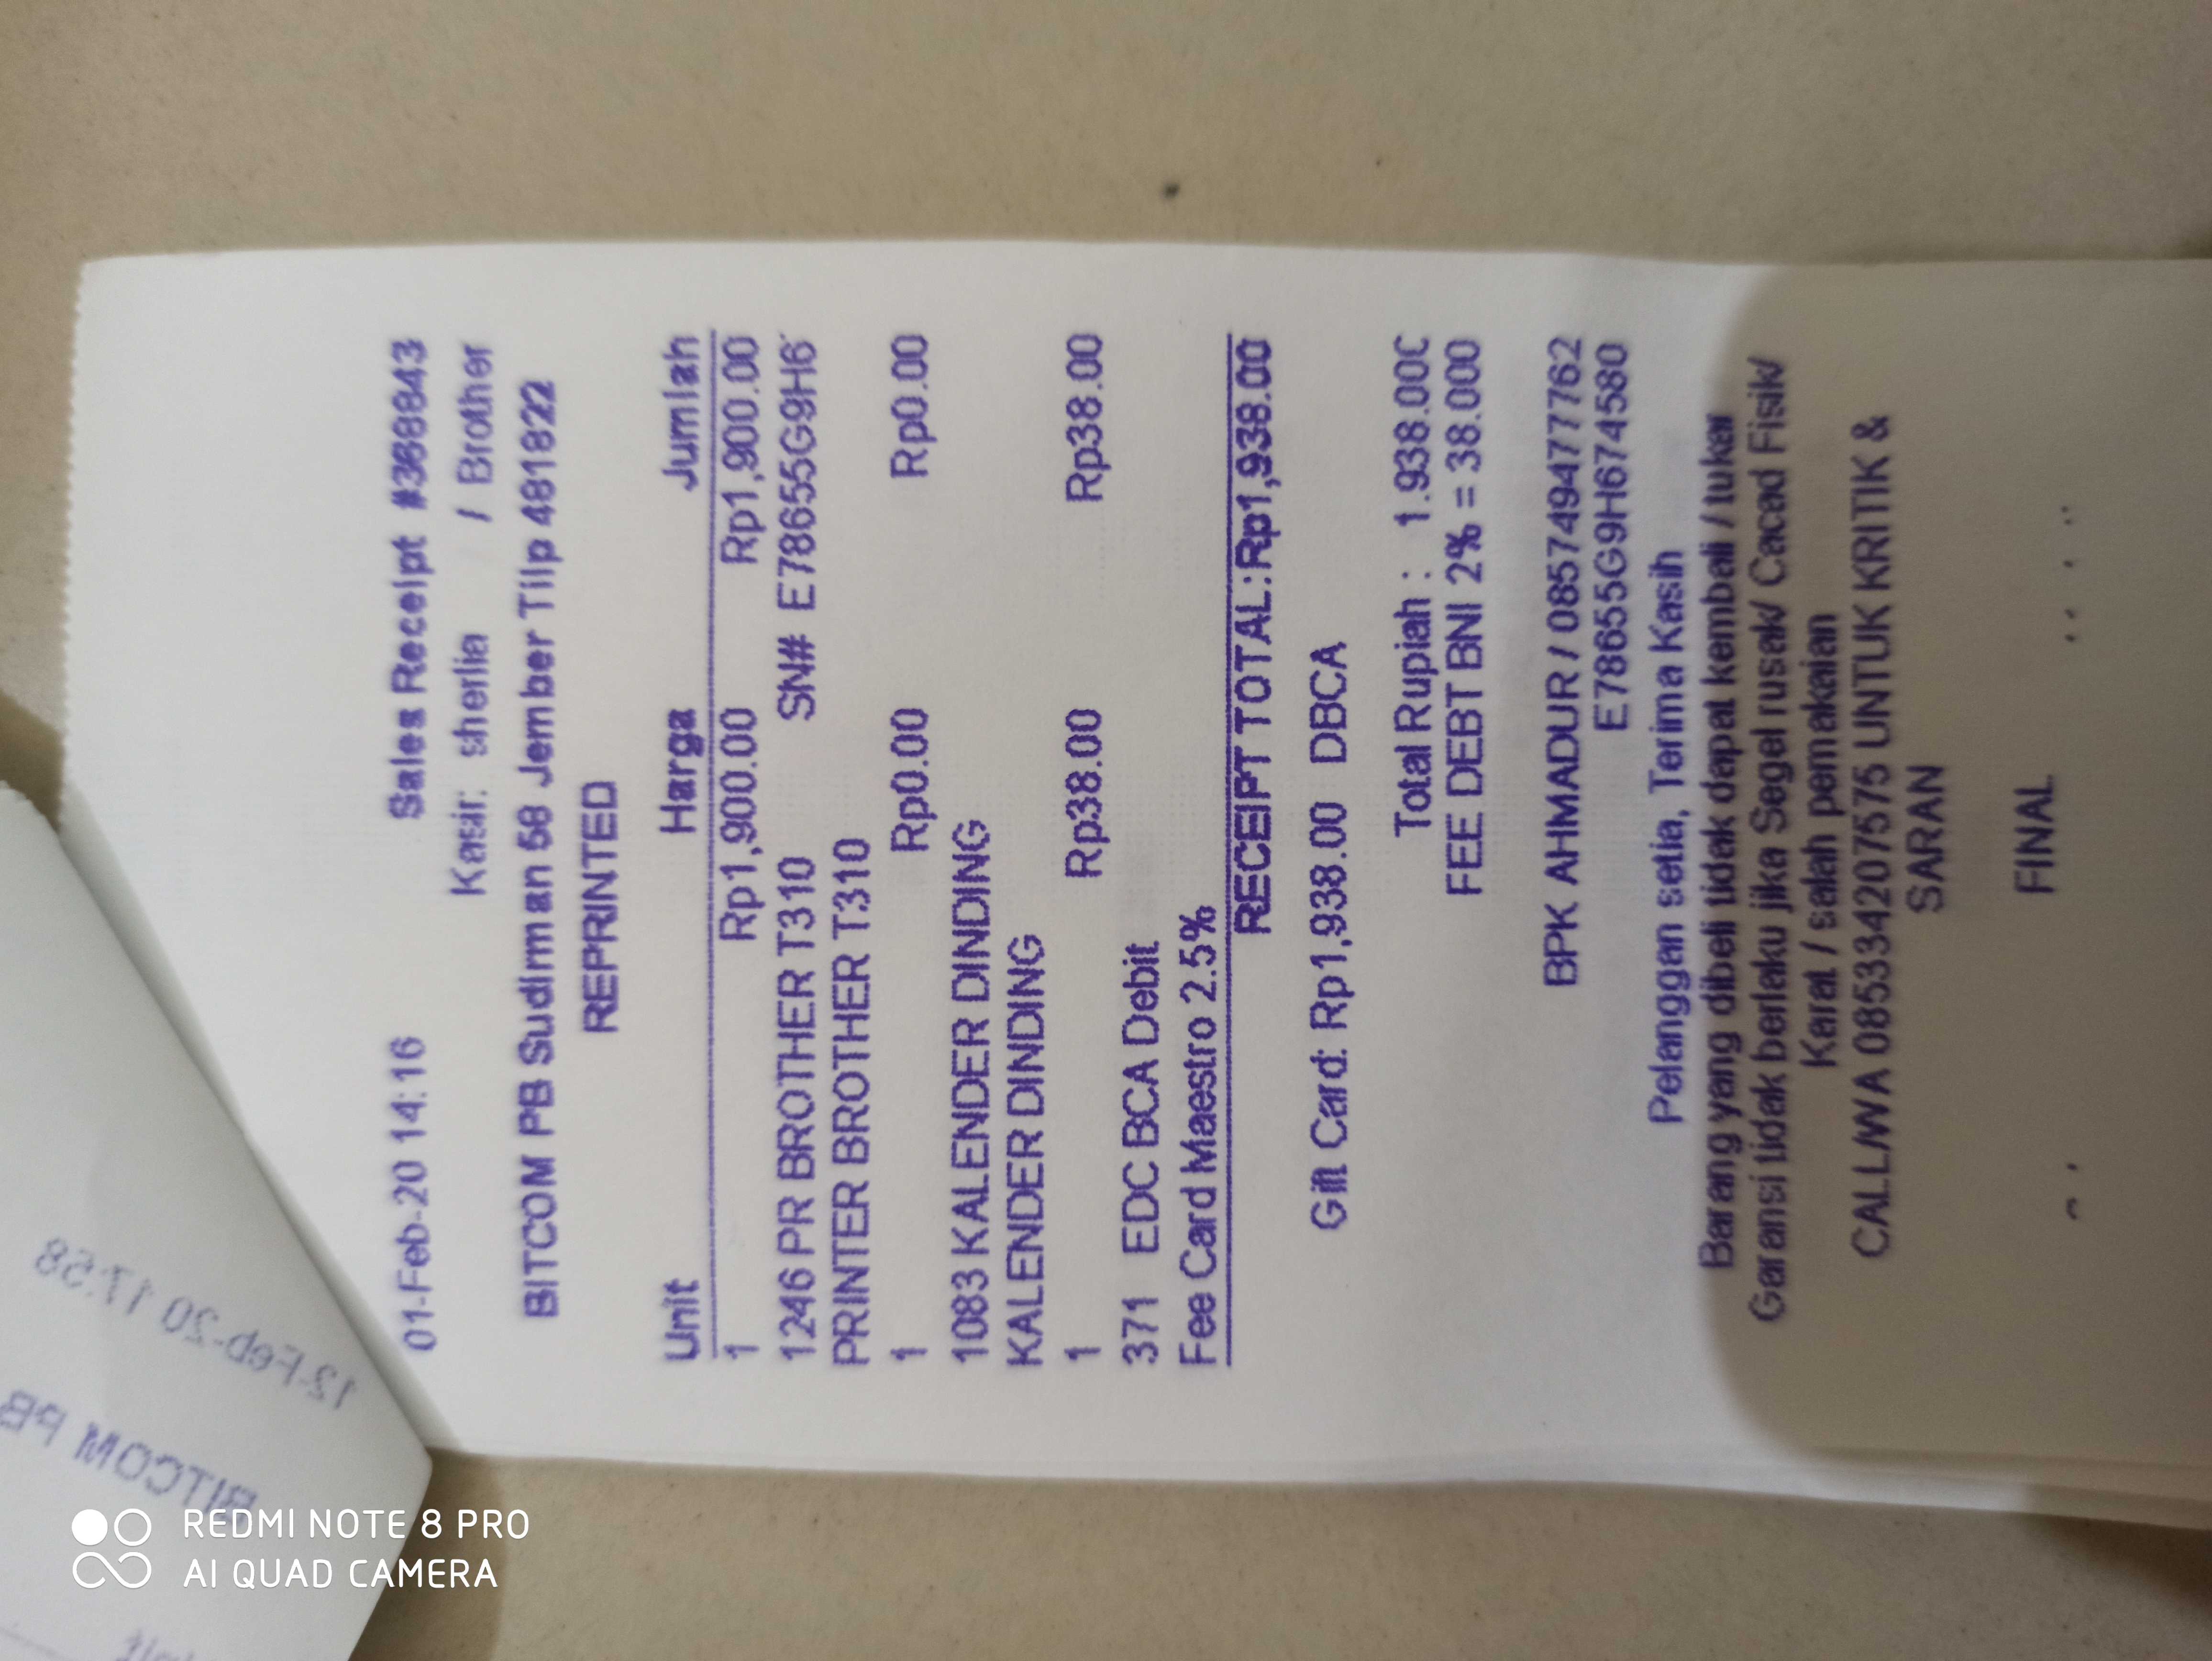 01-Feb-20 14:16 Sales Receipt #368843
Kasir: sherlia / Brother
BITCOM PB Sudirman 58 Jember Tilp 481822
REPRINTED
Unit Harga Jumlah
1 Rp1,900.00 Rp1,900.00
1246 PR BROTHER T310 SN# E78655G9H6
PRINTER BROTHER T310
1 Rp0.00 Rp0.00
1083 KALENDER DINDING
KALENDER DINDING
1 Rp38.00 Rp38.00
371 EDC BCA Debit
Fee Card Maestro 2.5%
RECEIPT TOTAL:Rp1,938.00
Gift Card: Rp1,938.00 DBCA
Total Rupiah : 1.938.000
FEE DEBT BNI 2% = 38.000
BPK AHMADUR / 085749477762
E78655G9H674580
Pelanggan setia, Terima Kasih
Barang yang dibeli tidak dapat kembali / tukar
Garansi tidak berlaku jika Segel rusak/ Cacad Fisik/
Karat / salah pemakaian
CALL/WA 085334207575 UNTUK KRITIK &
SARAN
FINAL
12-Feb-20 17:58
BITCOM PB
REDMI NOTE 8 PRO
AI QUAD CAMERA